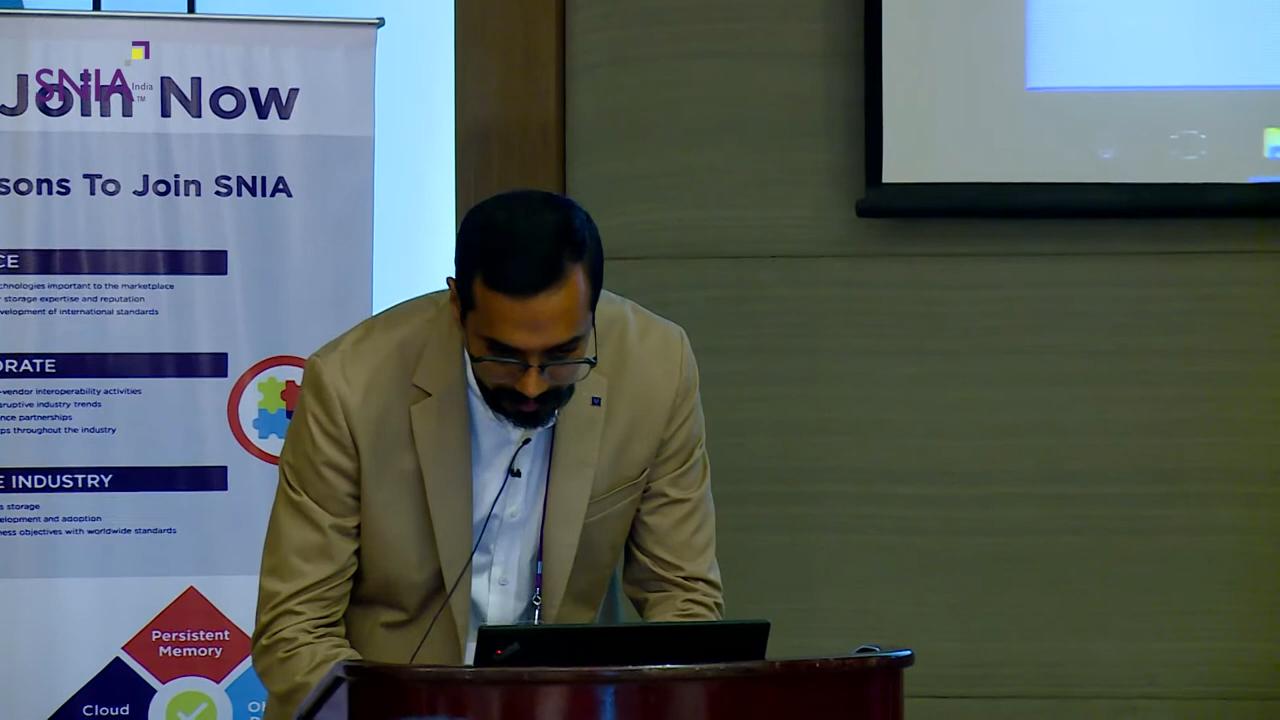 SNIA India
TM
Join Now
sons To Join SNIA
CE
chnologies important to the marketplace
storage expertise and reputation
velopment of international standards
ORATE
-vendor interoperability activities
sruptive industry trends
nce partnerships
ps throughout the industry
E INDUSTRY
s storage
elopment and adoption
ness objectives with worldwide standards
Persistent
Memory
Cloud